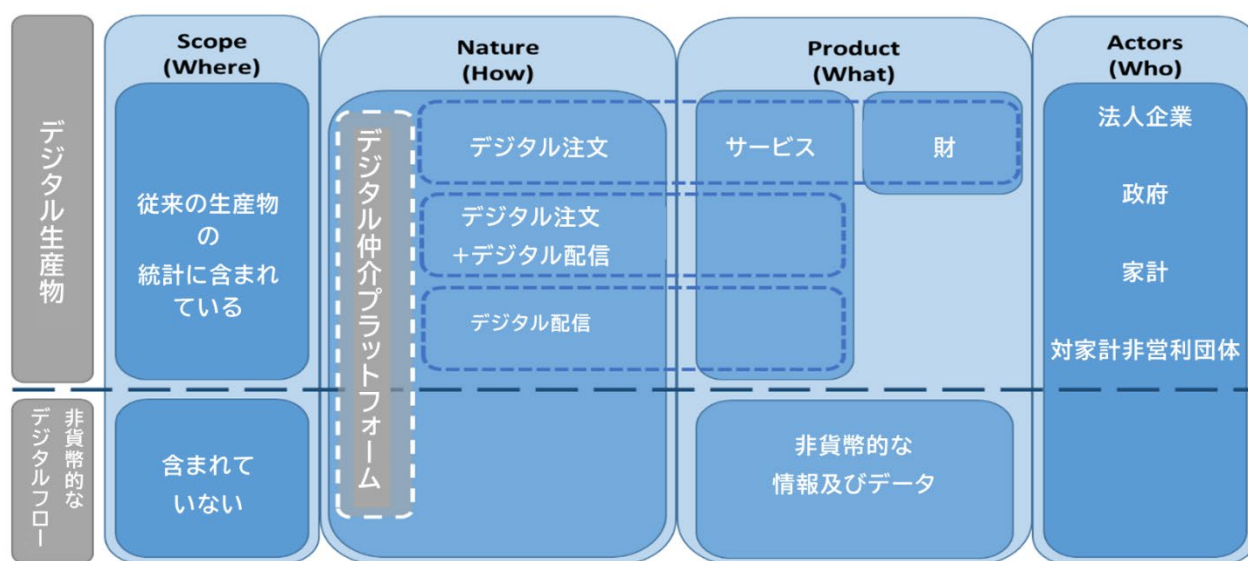 Scope
(Where)
Nature
(How)
Product
(What)
Actors
(Who)
デジタル生産物
従来の生産物
の
統計に含まれ
ている
デジタル仲介プラットフォーム
デジタル注文
サービス
財
デジタル注文
+デジタル配信
デジタル配信
法人企業
政府
家計
対家計非営利団体
非貨幣的な
デジタルフロー
含まれて
いない
非貨幣的な
情報及びデータ